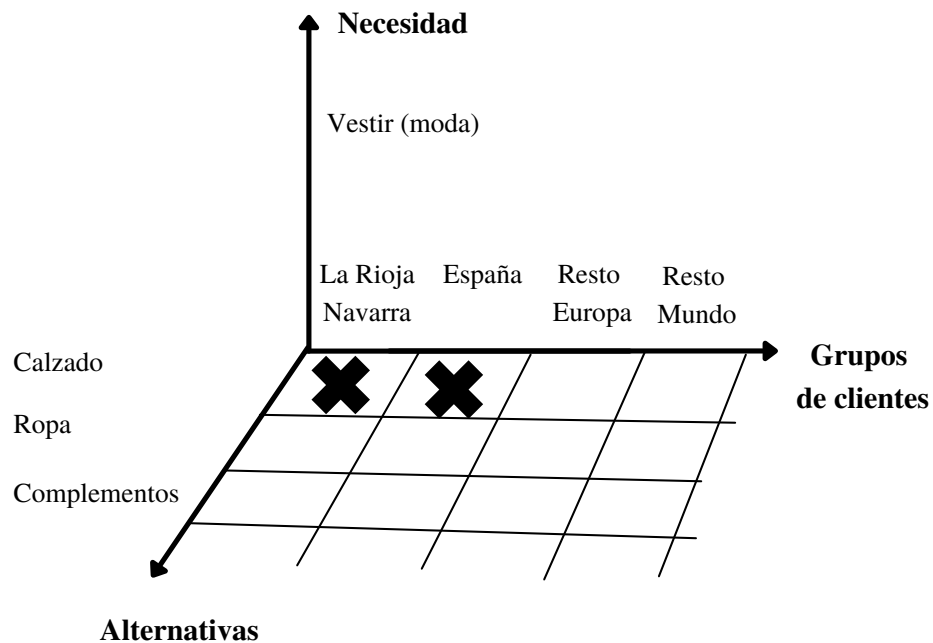 Necesidad
Vestir (moda)
La Rioja España Resto Resto
Navarra Europa Mundo
Calzado
Grupos
de clientes
Ropa
Complementos
Alternativas